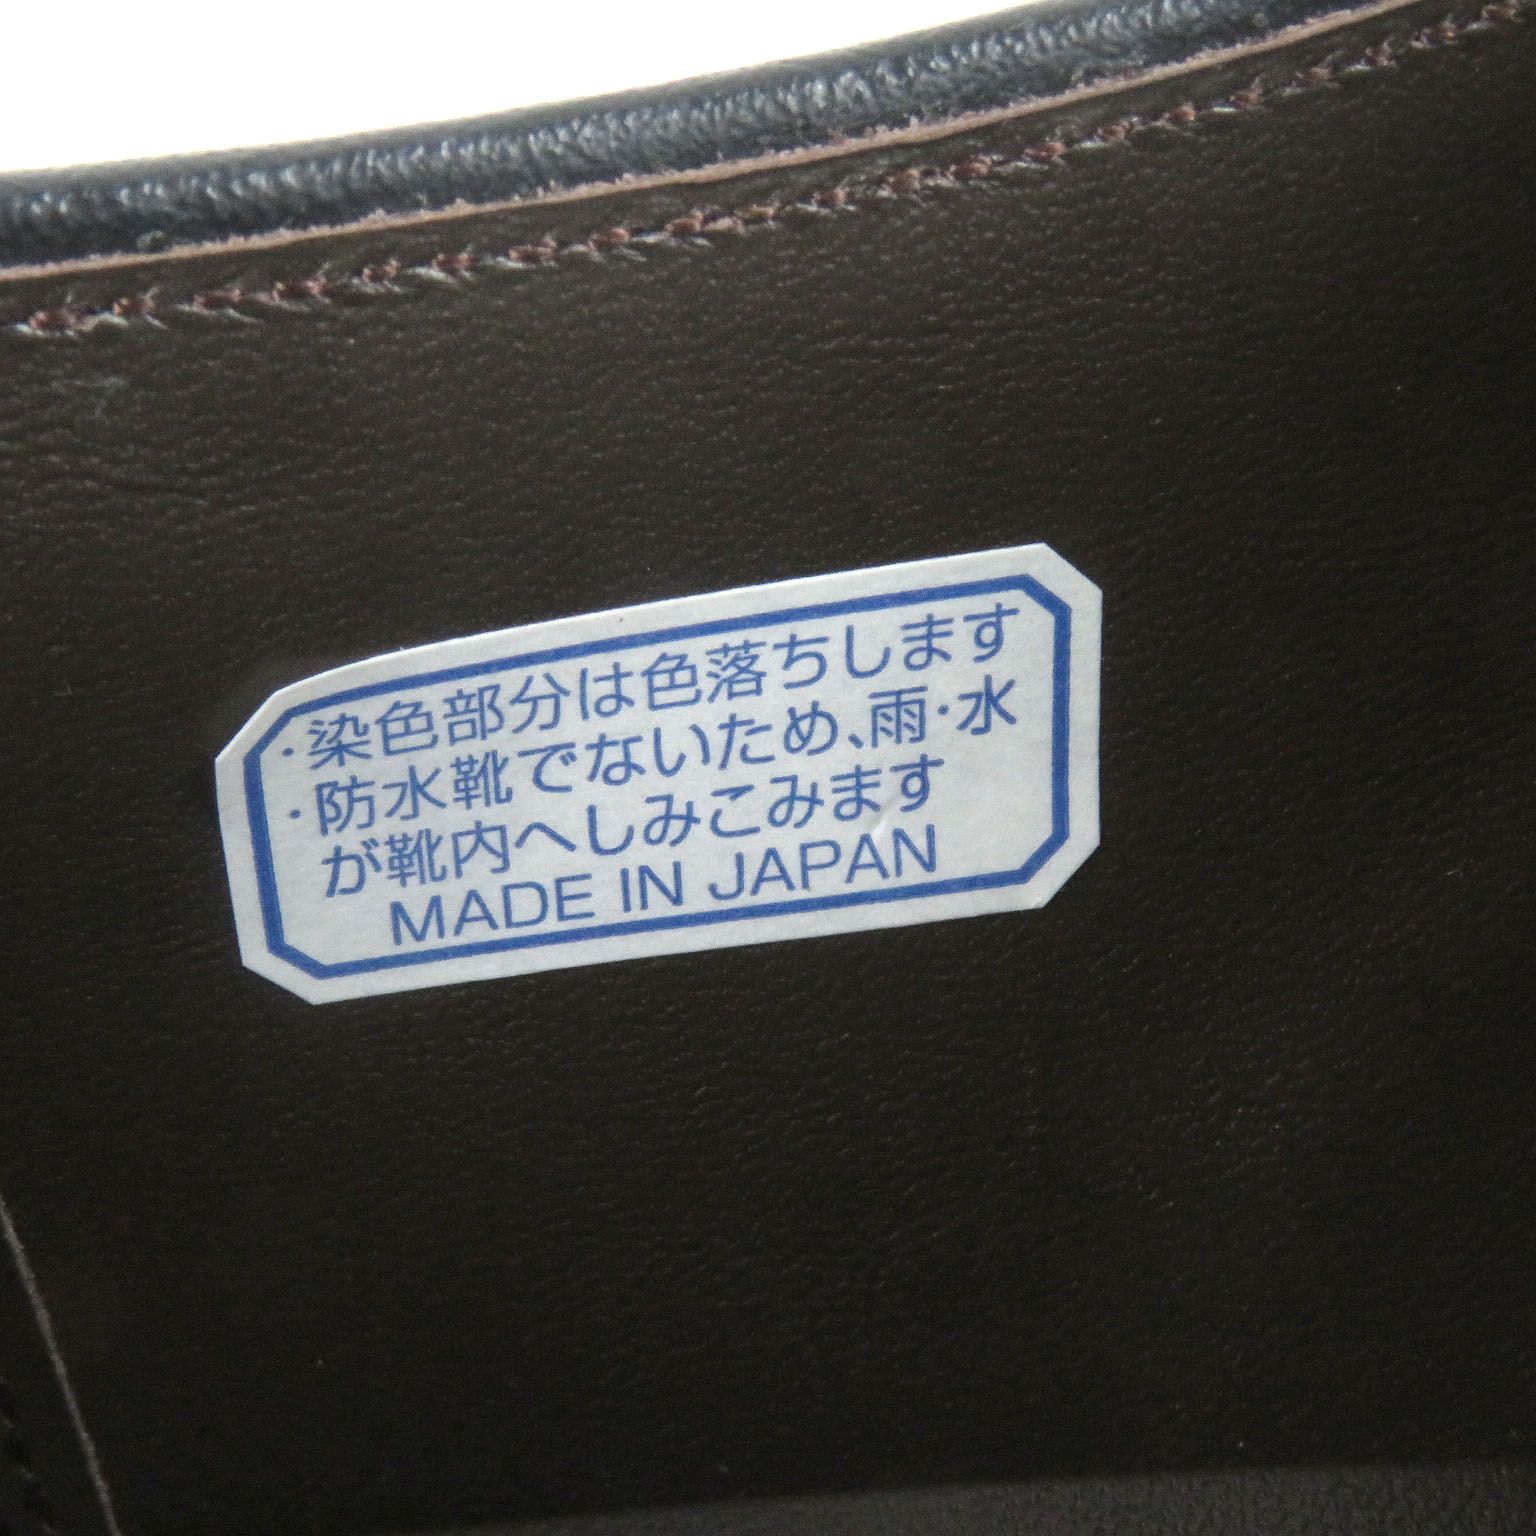 ・染色部分は色落ちします
・防水靴でないため、雨・水
が靴内へしみこみます
MADE IN JAPAN